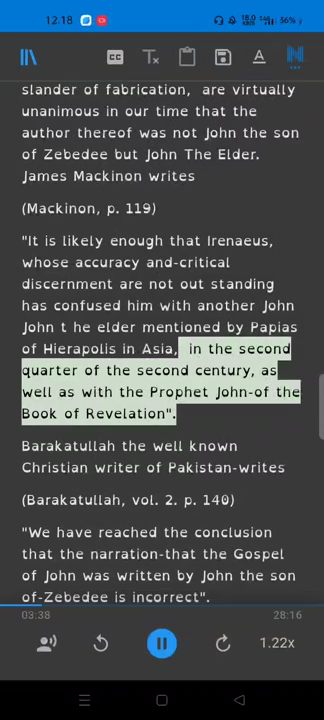 12.18
18.0 KB/S
56%
CC
slander of fabrication, are virtually
unanimous in our time that the
author thereof was not John the son
of Zebedee but John The Elder.
James Mackinon writes
(Mackinon, p. 119)
"It is likely enough that Irenaeus,
whose accuracy and-critical
discernment are not out standing
has confused him with another John
John t he elder mentioned by Papias
of Hierapolis in Asia, in the second
quarter of the second century, as
well as with the Prophet John-of the
Book of Revelation".
Barakatullah the well known
Christian writer of Pakistan-writes
(Barakatullah, vol. 2. p. 140)
"We have reached the conclusion
that the narration-that the Gospel
of John was written by John the son
of-Zebedee is incorrect".
03:38
28:16
1.22x